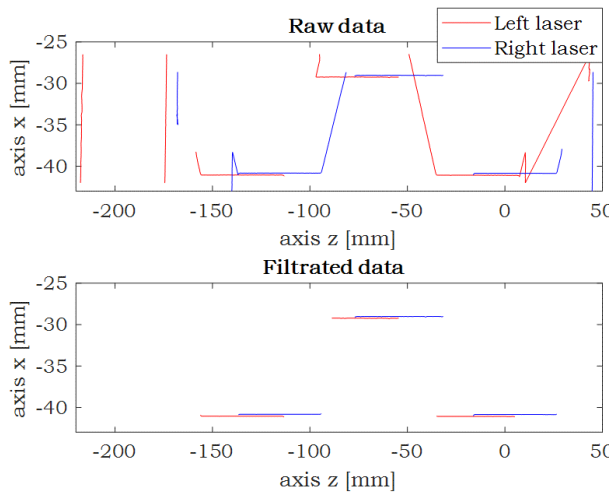 Raw data
Left laser
Right laser
-25
-30
-35
-40
axis x [mm]
-200 -150 -100 -50 0 50
axis z [mm]
Filtrated data
-25
-30
-35
-40
axis x [mm]
-200 -150 -100 -50 0 50
axis z [mm]